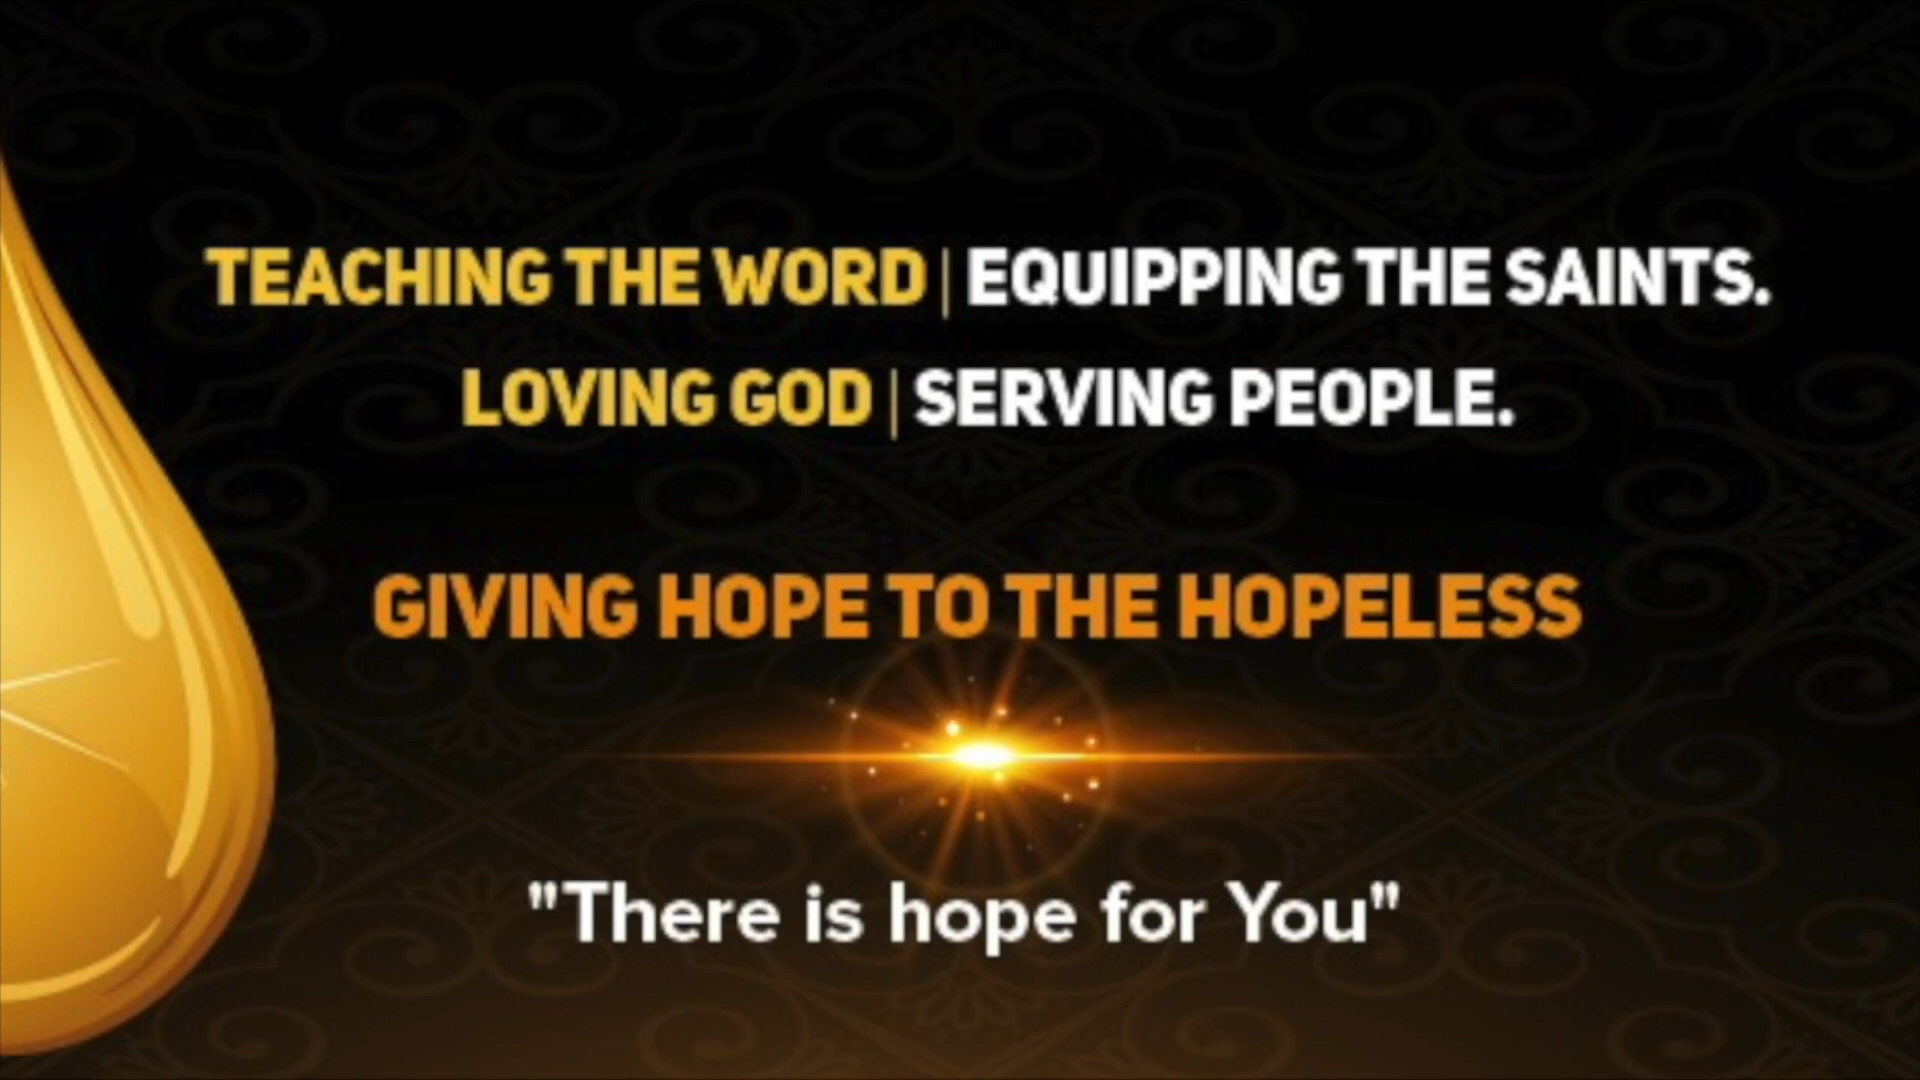 TEACHING THE WORD | EQUIPPING THE SAINTS.
LOVING GOD | SERVING PEOPLE.
GIVING HOPE TO THE HOPELESS
"There is hope for You"